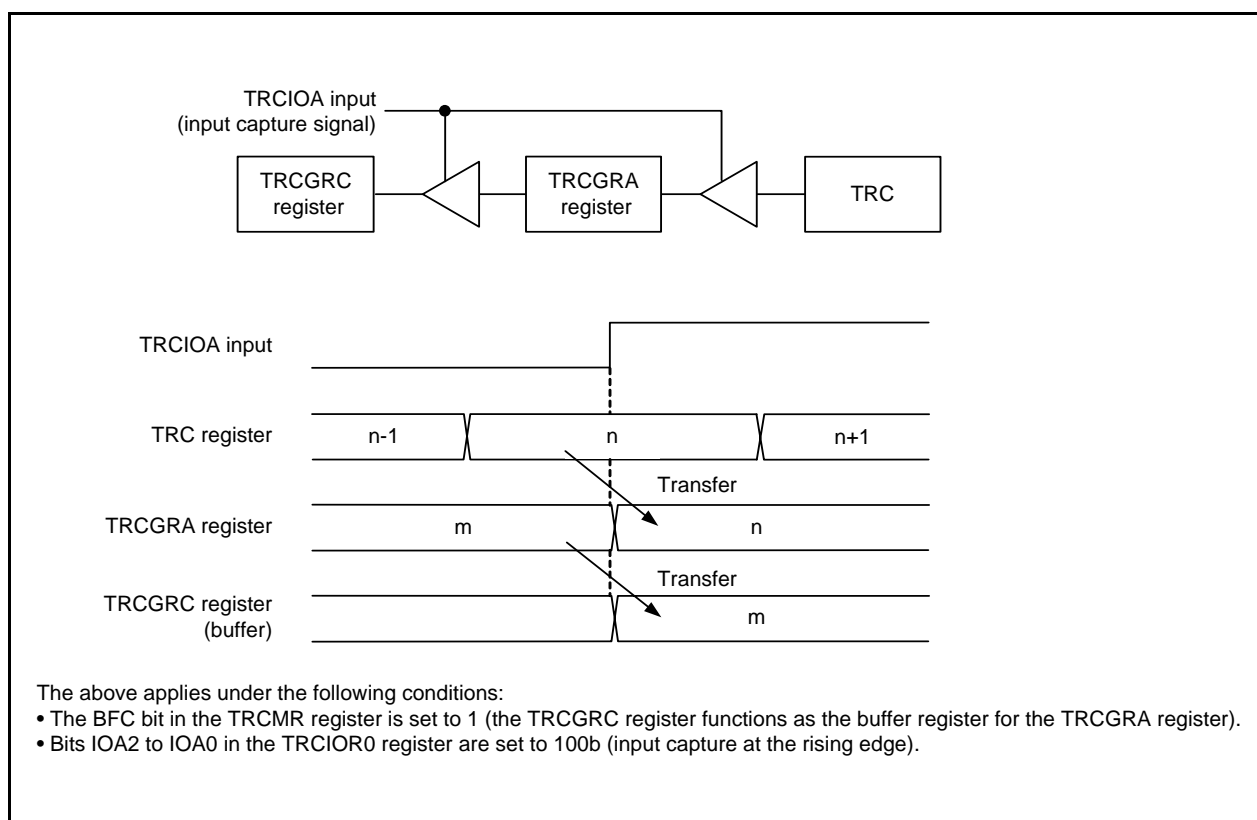 TRCIOA input
(input capture signal)
TRCGRC
register
TRCGRA
register
TRC
TRCIOA input
TRC register
n-1
n
n+1
Transfer
TRCGRA register
m
n
Transfer
TRCGRC register
(buffer)
m
The above applies under the following conditions:
• The BFC bit in the TRCMR register is set to 1 (the TRCGRC register functions as the buffer register for the TRCGRA register).
• Bits IOA2 to IOA0 in the TRCIOR0 register are set to 100b (input capture at the rising edge).